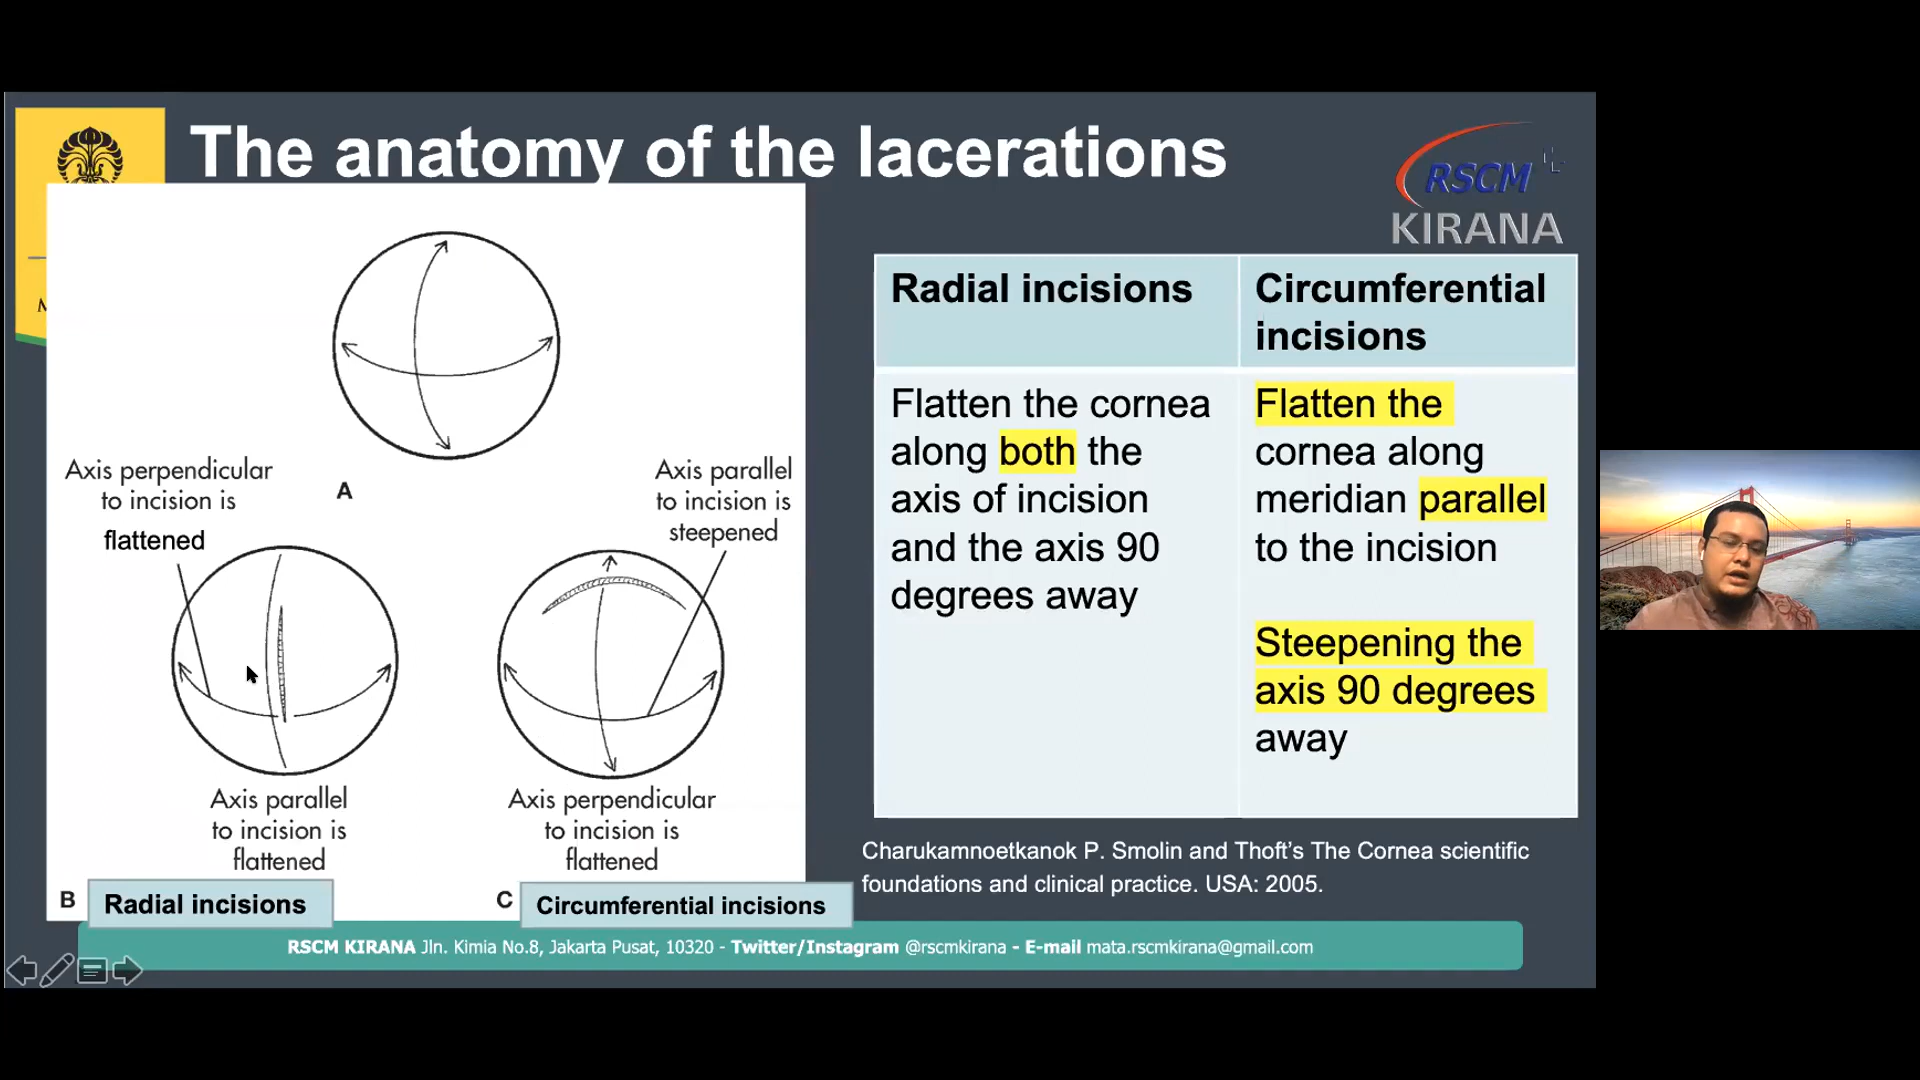 The anatomy of the lacerations
RSCM
KIRANA
M
A
Axis perpendicular
to incision is
flattened
Axis parallel
to incision is
steepened
Axis parallel
to incision is
flattened
Axis perpendicular
to incision is
flattened
B
Radial incisions
C
Circumferential incisions
Radial incisions
Flatten the cornea
along both the
axis of incision
and the axis 90
degrees away
Circumferential
incisions
Flatten the
cornea along
meridian parallel
to the incision
Steepening the
axis 90 degrees
away
Charukamnoetkanok P. Smolin and Thoft’s The Cornea scientific
foundations and clinical practice. USA: 2005.
RSCM KIRANA Jln. Kimia No.8, Jakarta Pusat, 10320 - Twitter/Instagram @rscmkirana - E-mail mata.rscmkirana@gmail.com